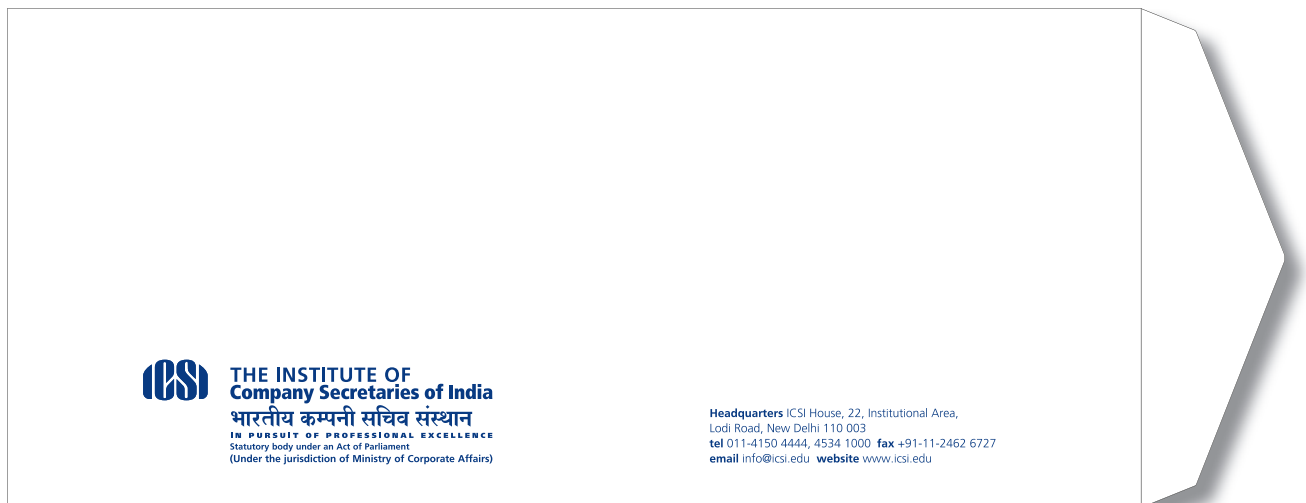 ICSI
THE INSTITUTE OF
Company Secretaries of India
भारतीय कम्पनी सचिव संस्थान
IN PURSUIT OF PROFESSIONAL EXCELLENCE
Statutory body under an Act of Parliament
(Under the jurisdiction of Ministry of Corporate Affairs)
Headquarters ICSI House, 22, Institutional Area,
Lodi Road, New Delhi 110 003
tel 011-4150 4444, 4534 1000 fax +91-11-2462 6727
email info@icsi.edu website www.icsi.edu